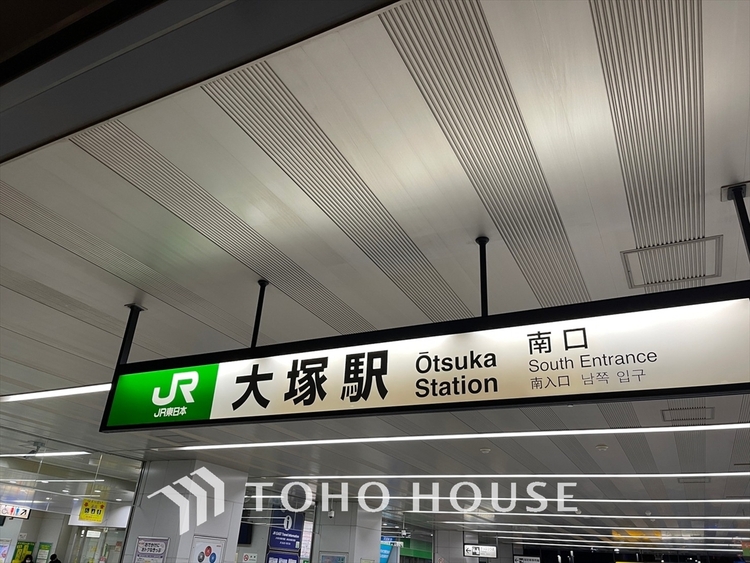 JR
JR東日本
大塚駅
Ōtsuka
Station
南口
South Entrance
南入口 남쪽 입구
TOHO HOUSE